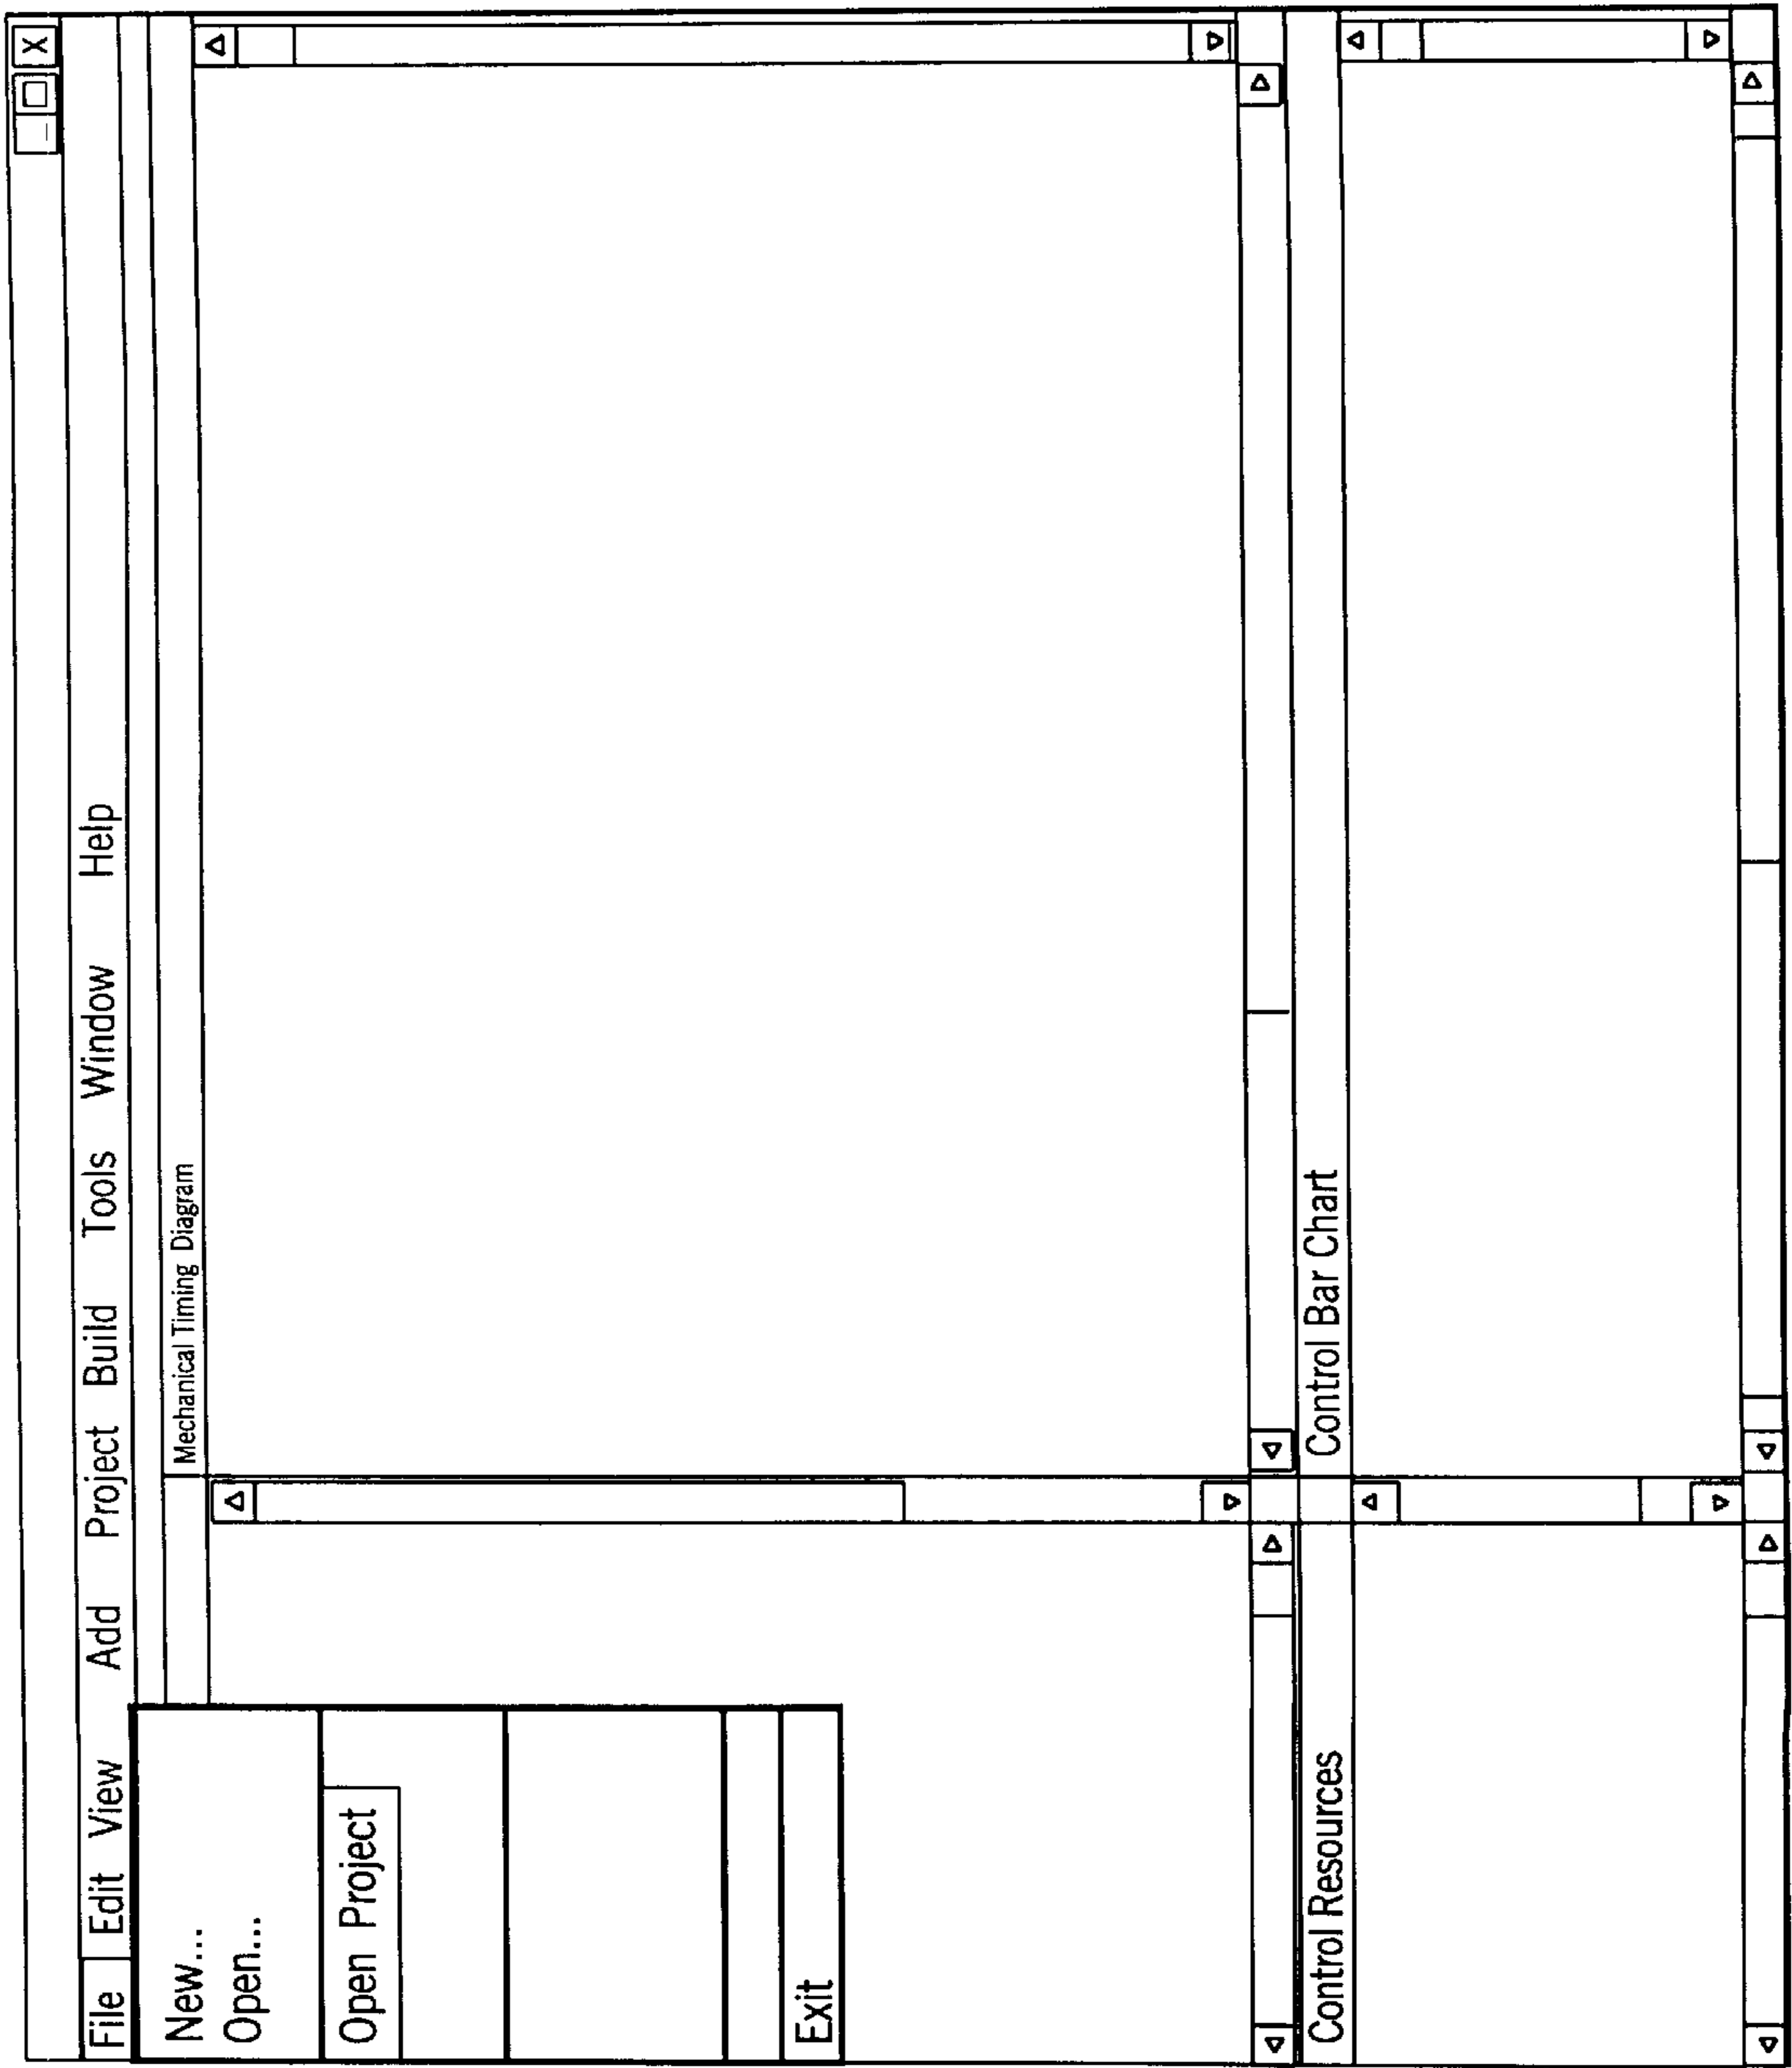 X
File Edit View Add Project Build Tools Window Help
Mechanical Timing Diagram
New...
Open...
Open Project
Exit
Control Resources
Control Bar Chart